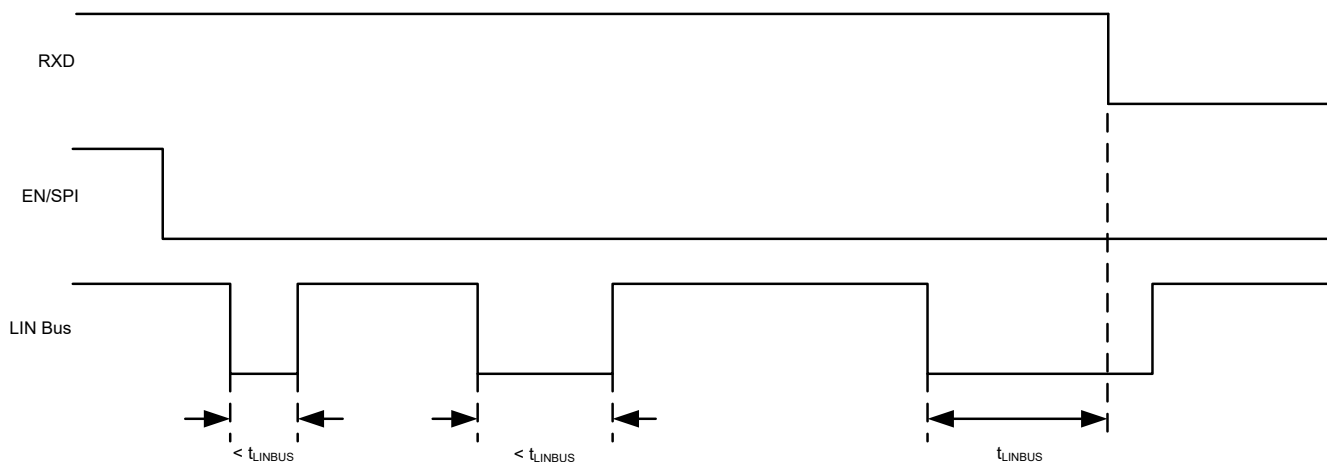 RXD
EN/SPI
LIN Bus
< tLINBUS
< tLINBUS
tLINBUS